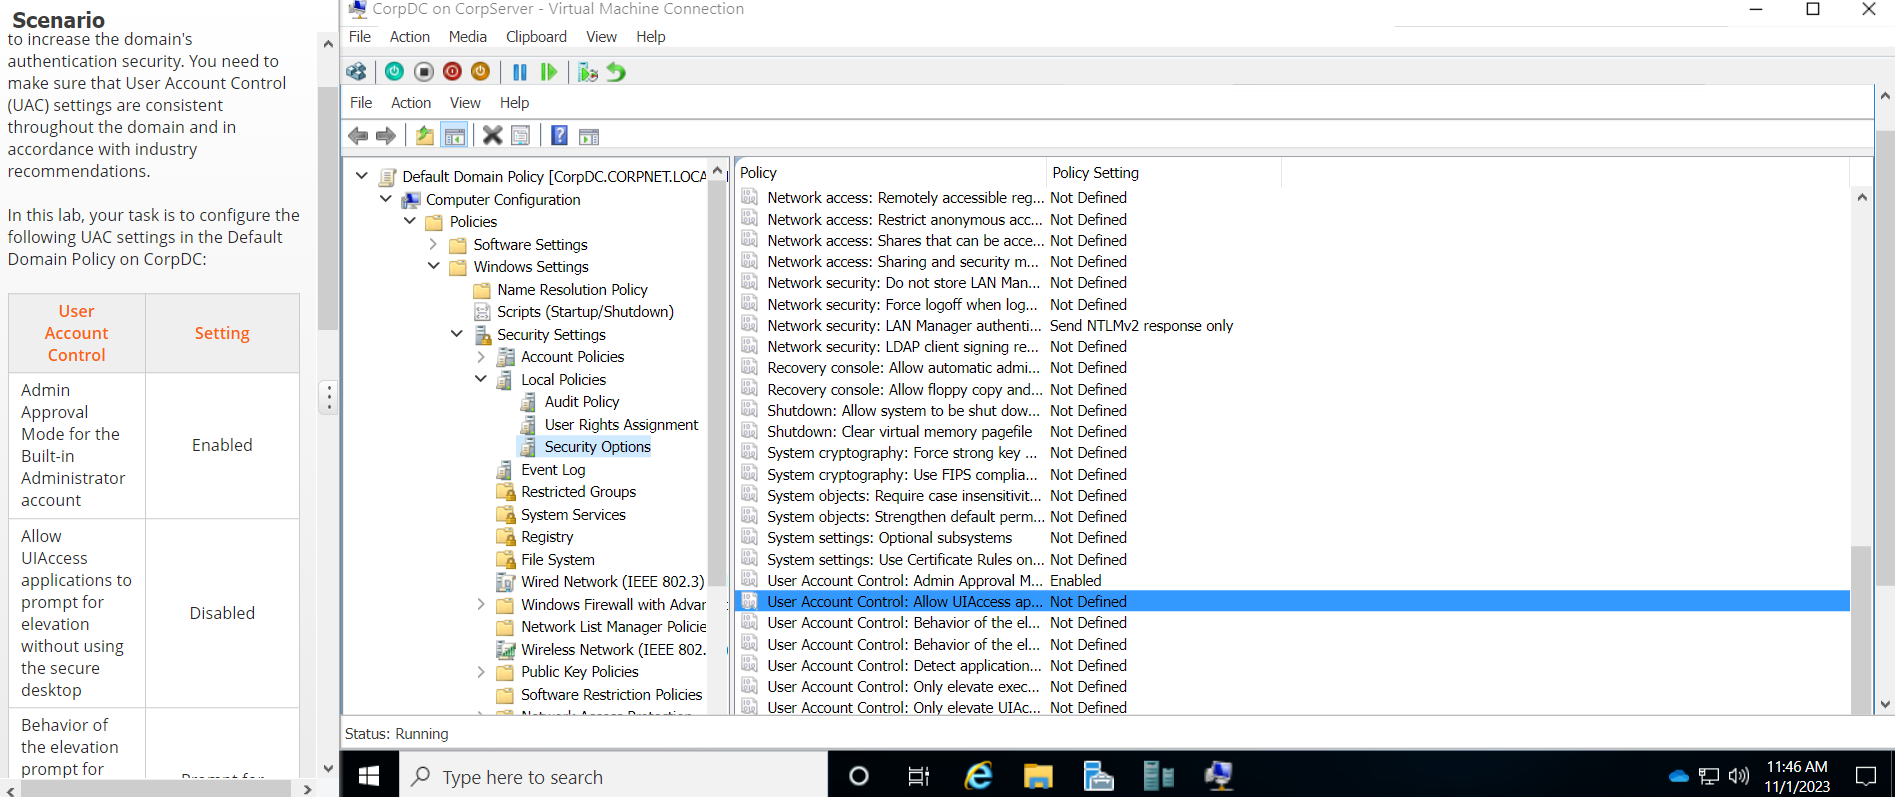 Scenario
to increase the domain's
authentication security. You need to
make sure that User Account Control
(UAC) settings are consistent
throughout the domain and in
accordance with industry
recommendations.
In this lab, your task is to configure the
following UAC settings in the Default
Domain Policy on CorpDC:
User
Account
Control
Setting
Admin
Approval
Mode for the
Built-in
Administrator
account
Enabled
Allow
UIAccess
applications to
prompt for
elevation
without using
the secure
desktop
Disabled
Behavior of
the elevation
prompt for
Prompt for
CorpDC on CorpServer - Virtual Machine Connection
File Action Media Clipboard View Help
File Action View Help
Default Domain Policy [CorpDC.CORPNET.LOCA
Computer Configuration
Policies
Software Settings
Windows Settings
Name Resolution Policy
Scripts (Startup/Shutdown)
Security Settings
Account Policies
Local Policies
Audit Policy
User Rights Assignment
Security Options
Event Log
Restricted Groups
System Services
Registry
File System
Wired Network (IEEE 802.3)
Windows Firewall with Advan
Network List Manager Policie
Wireless Network (IEEE 802.
Public Key Policies
Software Restriction Policies
Network Access Protection
Policy Policy Setting
Network access: Remotely accessible reg... Not Defined
Network access: Restrict anonymous acc... Not Defined
Network access: Shares that can be acce... Not Defined
Network access: Sharing and security m... Not Defined
Network security: Do not store LAN Man... Not Defined
Network security: Force logoff when log... Not Defined
Network security: LAN Manager authenti... Send NTLMv2 response only
Network security: LDAP client signing re... Not Defined
Recovery console: Allow automatic admi... Not Defined
Recovery console: Allow floppy copy and... Not Defined
Shutdown: Allow system to be shut dow... Not Defined
Shutdown: Clear virtual memory pagefile Not Defined
System cryptography: Force strong key ... Not Defined
System cryptography: Use FIPS complia... Not Defined
System objects: Require case insensitivit... Not Defined
System objects: Strengthen default perm... Not Defined
System settings: Optional subsystems Not Defined
System settings: Use Certificate Rules on... Not Defined
User Account Control: Admin Approval M... Enabled
User Account Control: Allow UIAccess ap... Not Defined
User Account Control: Behavior of the el... Not Defined
User Account Control: Behavior of the el... Not Defined
User Account Control: Detect application... Not Defined
User Account Control: Only elevate exec... Not Defined
User Account Control: Only elevate UIAc... Not Defined
Status: Running
Type here to search
11:46 AM
11/1/2023